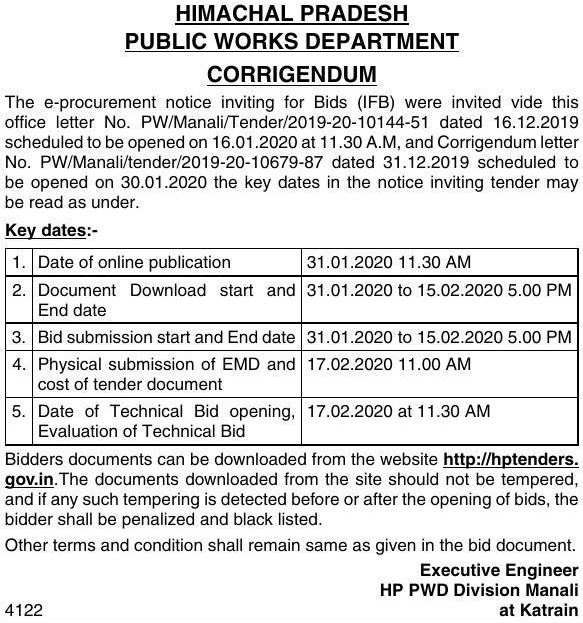 HIMACHAL PRADESH
PUBLIC WORKS DEPARTMENT
CORRIGENDUM
The e-procurement notice inviting for Bids (IFB) were invited vide this
office letter No. PW/Manali/Tender/2019-20-10144-51 dated 16.12.2019
scheduled to be opened on 16.01.2020 at 11.30 A.M, and Corrigendum letter
No. PW/Manali/tender/2019-20-10679-87 dated 31.12.2019 scheduled to
be opened on 30.01.2020 the key dates in the notice inviting tender may
be read as under.
Key dates:-
1. Date of online publication 31.01.2020 11.30 AM
2. Document Download start and 31.01.2020 to 15.02.2020 5.00 PM
End date
3. Bid submission start and End date 31.01.2020 to 15.02.2020 5.00 PM
4. Physical submission of EMD and 17.02.2020 11.00 AM
cost of tender document
5. Date of Technical Bid opening, 17.02.2020 at 11.30 AM
Evaluation of Technical Bid
Bidders documents can be downloaded from the website http://hptenders.
gov.in.The documents downloaded from the site should not be tempered,
and if any such tempering is detected before or after the opening of bids, the
bidder shall be penalized and black listed.
Other terms and condition shall remain same as given in the bid document.
Executive Engineer
HP PWD Division Manali
4122 at Katrain